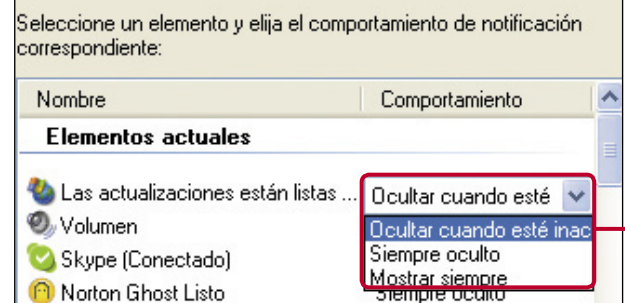 Seleccione un elemento y elija el comportamiento de notificación
correspondiente:
Nombre Comportamiento
Elementos actuales
Las actualizaciones están listas ... Ocultar cuando esté
Volumen Ocultar cuando esté inac
Skype (Conectado) Siempre oculto
Mostrar siempre
Norton Ghost Listo Siempre oculto